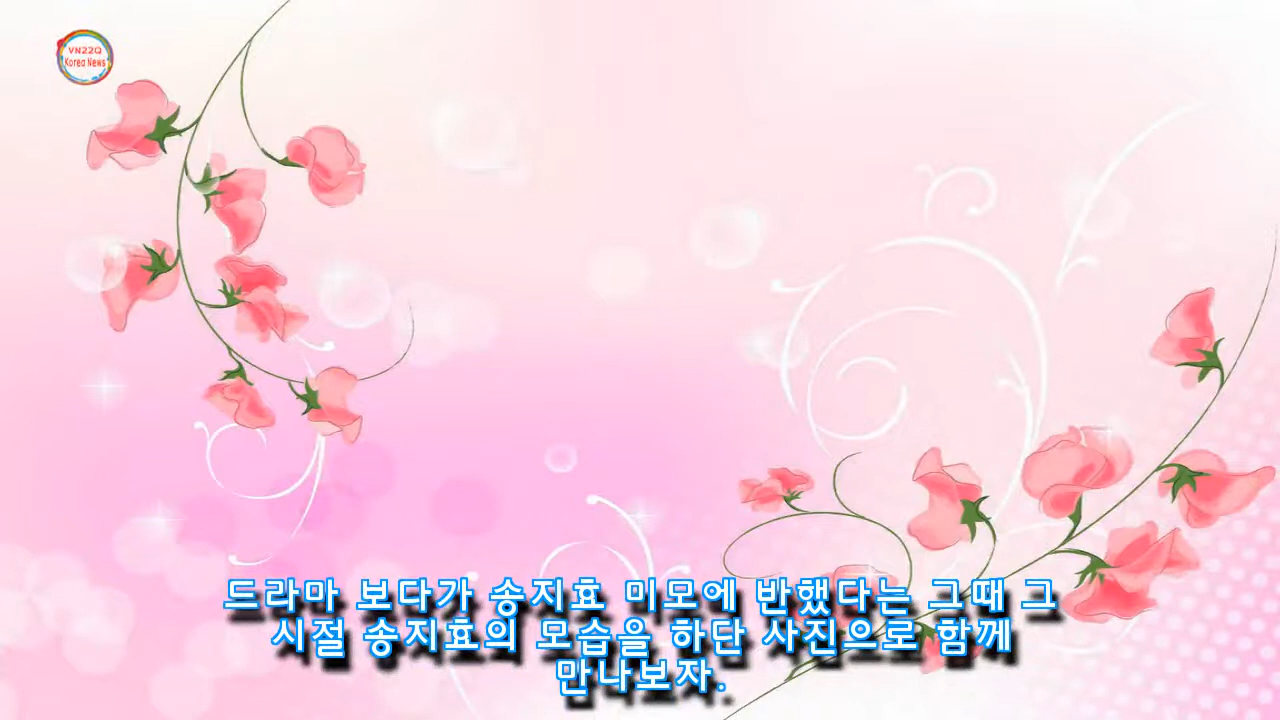 VN22Q
Korea News
드라마 보다가 송지효 미모에 반했다는 그때 그
시절 송지효의 모습을 하단 사진으로 함께
만나보자.